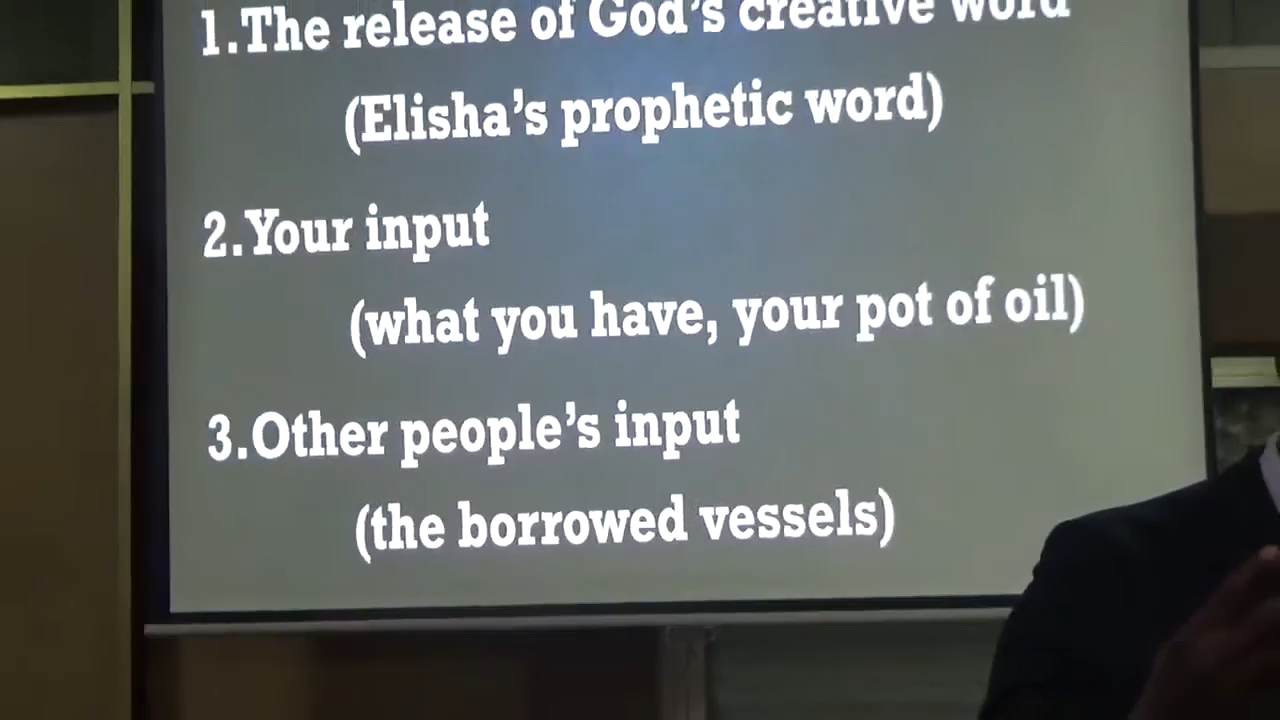 1.The release of God's creative word
(Elisha's prophetic word)
2.Your input
(what you have, your pot of oil)
3.Other people's input
(the borrowed vessels)